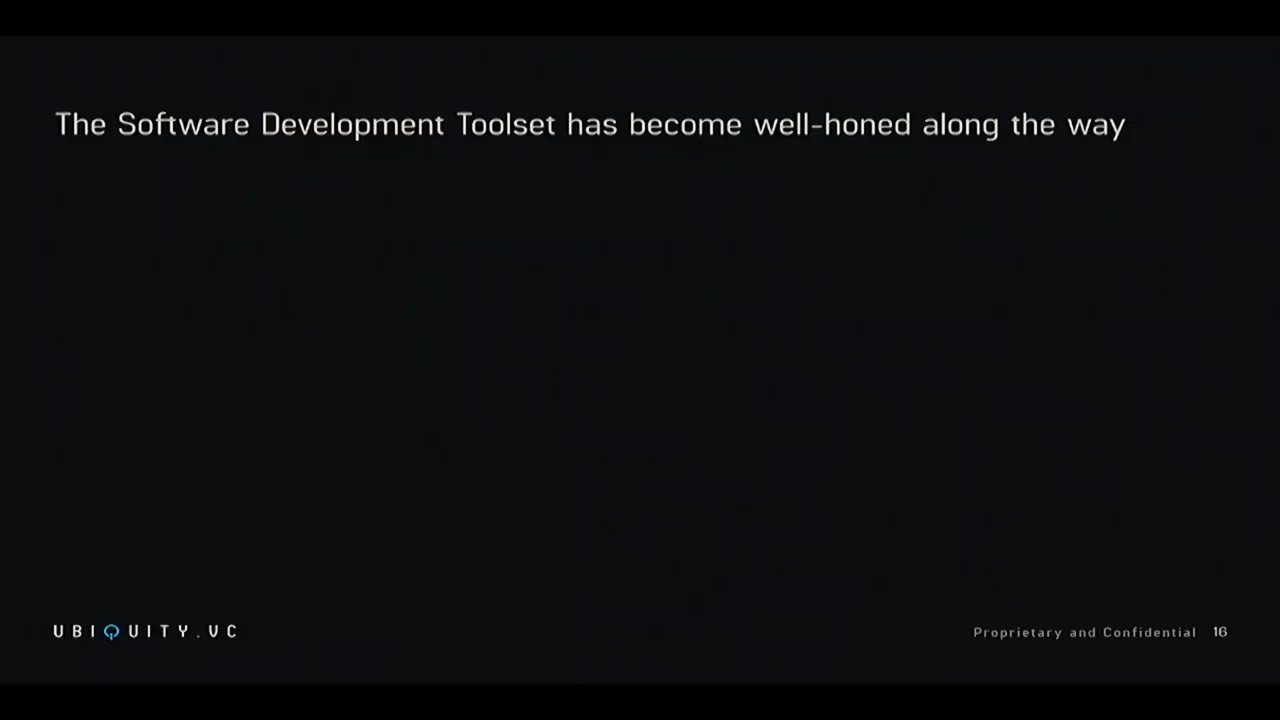 The Software Development Toolset has become well-honed along the way
UBIQUITY.VC
Proprietary and Confidential 16